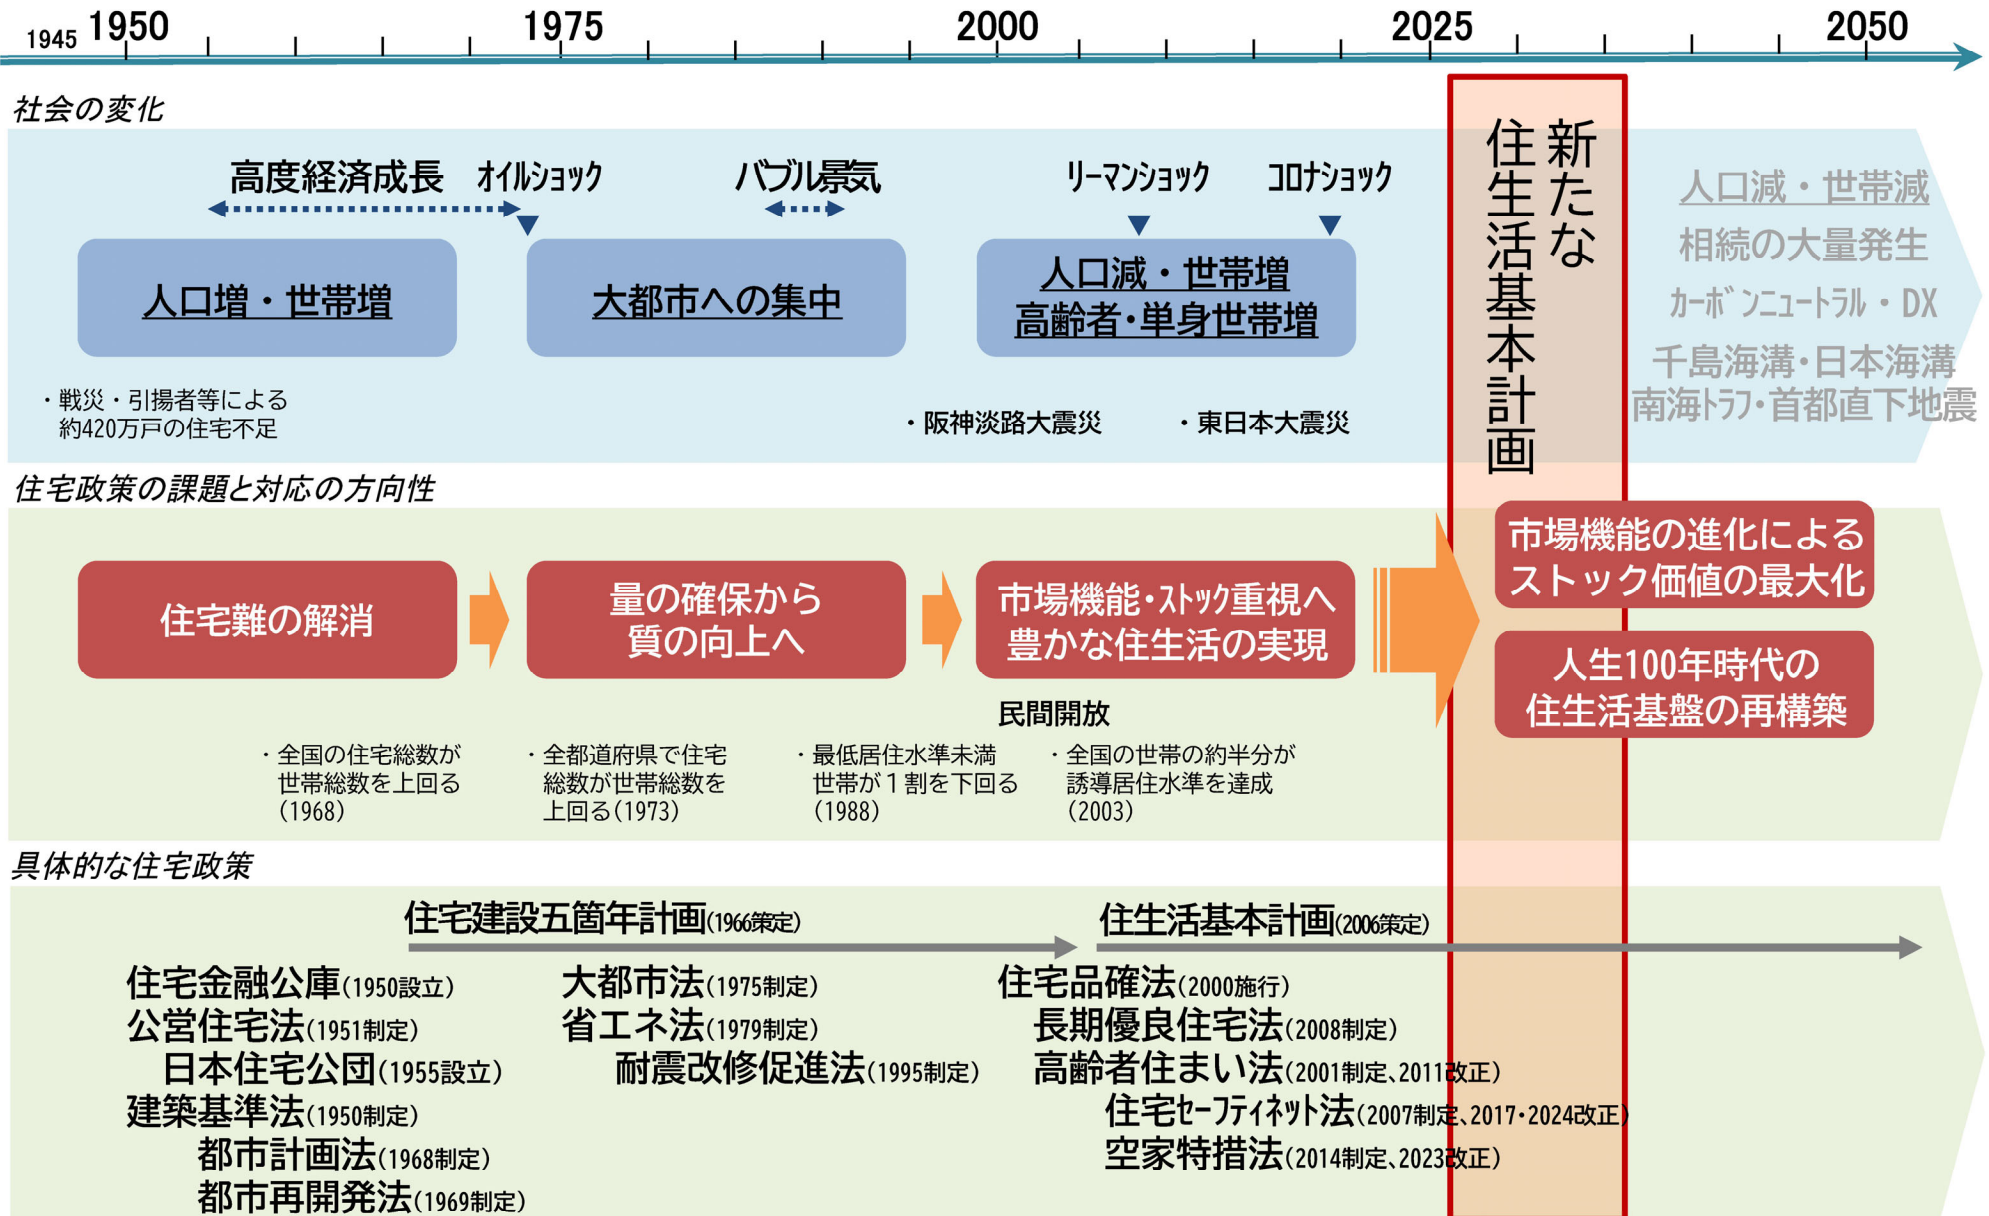 1945 1950 1975 2000 2025 2050
社会の変化
高度経済成長
オイルショック
バブル景気
リーマンショック
コロナショック
人口増・世帯増
大都市への集中
人口減・世帯増
高齢者・単身世帯増
・戦災・引揚者等による
約420万戸の住宅不足
・阪神淡路大震災
・東日本大震災
新たな
住生活基本計画
人口減・世帯減
相続の大量発生
カーボンニュートラル・DX
千島海溝・日本海溝
南海トラフ・首都直下地震
住宅政策の課題と対応の方向性
住宅難の解消
量の確保から
質の向上へ
市場機能・ストック重視へ
豊かな住生活の実現
市場機能の進化による
ストック価値の最大化
人生100年時代の
住生活基盤の再構築
民間開放
・全国の住宅総数が
世帯総数を上回る
(1968)
・全都道府県で住宅
総数が世帯総数を
上回る(1973)
・最低居住水準未満
世帯が1割を下回る
(1988)
・全国の世帯の約半分が
誘導居住水準を達成
(2003)
具体的な住宅政策
住宅建設五箇年計画(1966策定)
住生活基本計画(2006策定)
住宅金融公庫(1950設立)
公営住宅法(1951制定)
日本住宅公団(1955設立)
建築基準法(1950制定)
都市計画法(1968制定)
都市再開発法(1969制定)
大都市法(1975制定)
省エネ法(1979制定)
耐震改修促進法(1995制定)
住宅品確法(2000施行)
長期優良住宅法(2008制定)
高齢者住まい法(2001制定、2011改正)
住宅セーフティネット法(2007制定、2017・2024改正)
空家特措法(2014制定、2023改正)